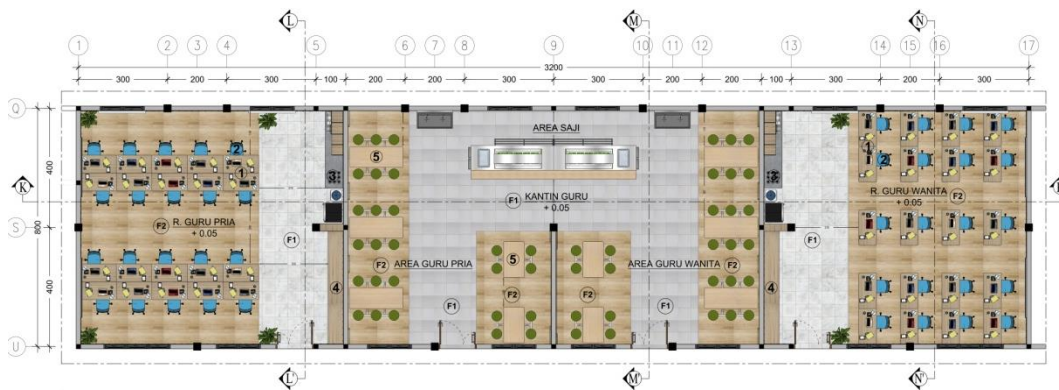 L M N
1 2 3 4 5 6 7 8 9 10 11 12 13 14 15 16 17
3200
300 200 300 100 200 200 300 300 200 200 100 300 200 300
Q
400
AREA SAJI
2 5 1 2
1 3 3
K
KANTIN GURU
F1
+ 0.05
R. GURU PRIA
F2
+ 0.05
R. GURU WANITA
F2
+ 0.05
S
800
F1 F1
5
AREA GURU PRIA
F2
AREA GURU WANITA
F2
400
4 F2 F2 4
F1 F1
U
L' M' N'